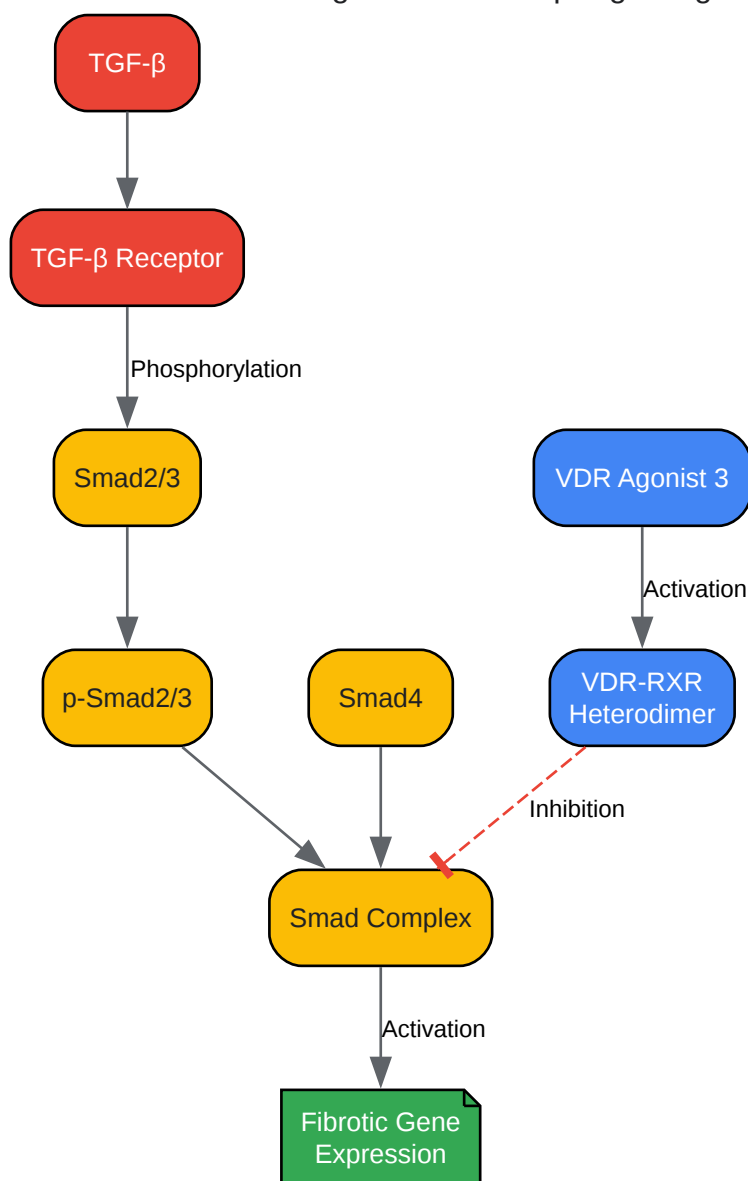 TGF-β
TGF-β Receptor
Phosphorylation
Smad2/3
VDR Agonist 3
Activation
p-Smad2/3
Smad4
VDR-RXR
Heterodimer
Inhibition
Smad Complex
Activation
Fibrotic Gene
Expression